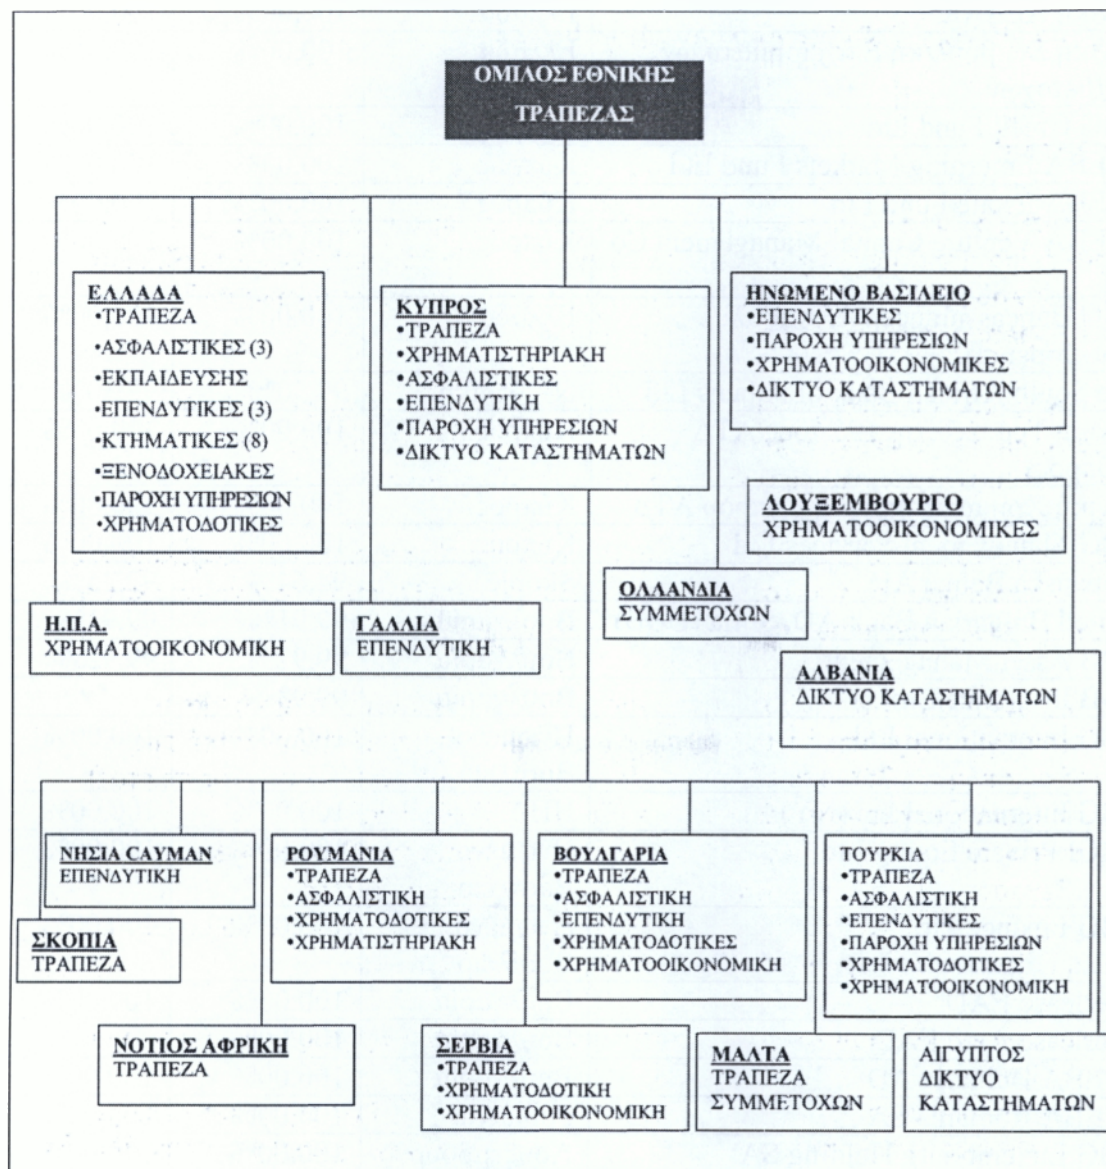 ΟΜΙΛΟΣ ΕΘΝΙΚΗΣ
ΤΡΑΠΕΖΑΣ
ΕΛΛΑΔΑ
•ΤΡΑΠΕΖΑ
•ΑΣΦΑΛΙΣΤΙΚΕΣ (3)
•ΕΚΠΑΙΔΕΥΣΗΣ
•ΕΠΕΝΔΥΤΙΚΕΣ (3)
•ΚΤΗΜΑΤΙΚΕΣ (8)
•ΞΕΝΟΔΟΧΕΙΑΚΕΣ
•ΠΑΡΟΧΗ ΥΠΗΡΕΣΙΩΝ
•ΧΡΗΜΑΤΟΔΟΤΙΚΕΣ
ΚΥΠΡΟΣ
•ΤΡΑΠΕΖΑ
•ΧΡΗΜΑΤΙΣΤΗΡΙΑΚΗ
•ΑΣΦΑΛΙΣΤΙΚΕΣ
•ΕΠΕΝΔΥΤΙΚΗ
•ΠΑΡΟΧΗ ΥΠΗΡΕΣΙΩΝ
•ΔΙΚΤΥΟ ΚΑΤΑΣΤΗΜΑΤΩΝ
ΗΝΩΜΕΝΟ ΒΑΣΙΛΕΙΟ
•ΕΠΕΝΔΥΤΙΚΕΣ
•ΠΑΡΟΧΗ ΥΠΗΡΕΣΙΩΝ
•ΧΡΗΜΑΤΟΟΙΚΟΝΟΜΙΚΕΣ
•ΔΙΚΤΥΟ ΚΑΤΑΣΤΗΜΑΤΩΝ
ΛΟΥΞΕΜΒΟΥΡΓΟ
ΧΡΗΜΑΤΟΟΙΚΟΝΟΜΙΚΕΣ
ΟΛΛΑΝΔΙΑ
ΣΥΜΜΕΤΟΧΩΝ
Η.Π.Α.
ΧΡΗΜΑΤΟΟΙΚΟΝΟΜΙΚΗ
ΓΑΛΛΙΑ
ΕΠΕΝΔΥΤΙΚΗ
ΑΛΒΑΝΙΑ
ΔΙΚΤΥΟ ΚΑΤΑΣΤΗΜΑΤΩΝ
ΝΗΣΙΑ CAYMAN
ΕΠΕΝΔΥΤΙΚΗ
ΡΟΥΜΑΝΙΑ
•ΤΡΑΠΕΖΑ
•ΑΣΦΑΛΙΣΤΙΚΗ
•ΧΡΗΜΑΤΟΔΟΤΙΚΕΣ
•ΧΡΗΜΑΤΙΣΤΗΡΙΑΚΗ
ΒΟΥΛΓΑΡΙΑ
•ΤΡΑΠΕΖΑ
•ΑΣΦΑΛΙΣΤΙΚΗ
•ΕΠΕΝΔΥΤΙΚΗ
•ΧΡΗΜΑΤΟΔΟΤΙΚΕΣ
•ΧΡΗΜΑΤΟΟΙΚΟΝΟΜΙΚΗ
ΤΟΥΡΚΙΑ
•ΤΡΑΠΕΖΑ
•ΑΣΦΑΛΙΣΤΙΚΗ
•ΕΠΕΝΔΥΤΙΚΕΣ
•ΠΑΡΟΧΗ ΥΠΗΡΕΣΙΩΝ
•ΧΡΗΜΑΤΟΔΟΤΙΚΕΣ
•ΧΡΗΜΑΤΟΟΙΚΟΝΟΜΙΚΗ
ΣΚΟΠΙΑ
ΤΡΑΠΕΖΑ
ΝΟΤΙΟΣ ΑΦΡΙΚΗ
ΤΡΑΠΕΖΑ
ΣΕΡΒΙΑ
•ΤΡΑΠΕΖΑ
•ΧΡΗΜΑΤΟΔΟΤΙΚΗ
•ΧΡΗΜΑΤΟΟΙΚΟΝΟΜΙΚΗ
ΜΑΛΤΑ
ΤΡΑΠΕΖΑ
ΣΥΜΜΕΤΟΧΩΝ
ΑΙΓΥΠΤΟΣ
ΔΙΚΤΥΟ
ΚΑΤΑΣΤΗΜΑΤΩΝ